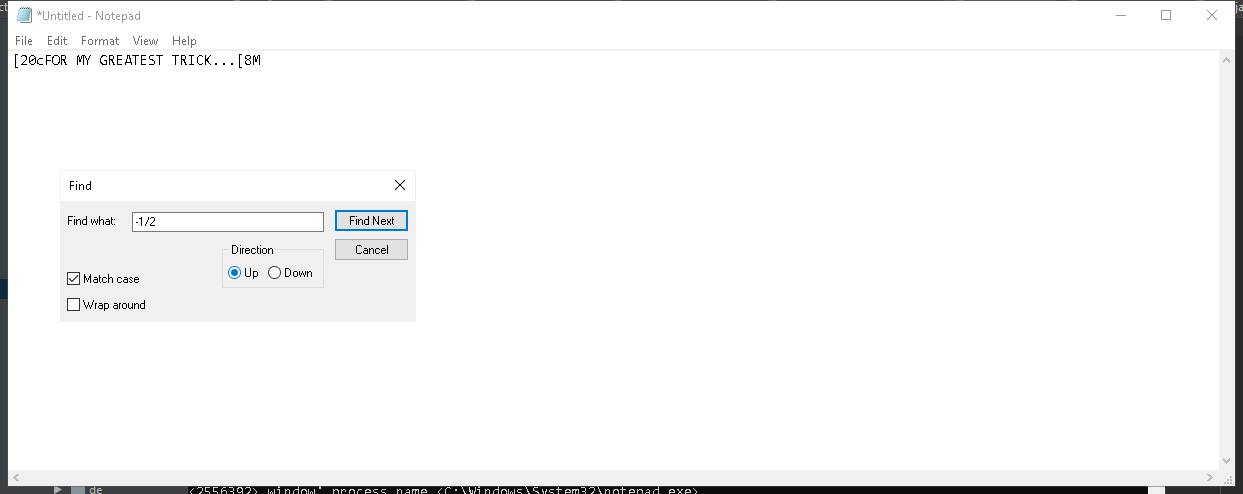 *Untitled - Notepad
File Edit Format View Help
[20cFOR MY GREATEST TRICK...[8M
Find
Find what: -1/2 Find Next
Direction Cancel
Up Down
Match case
Wrap around
de <2556392> window' process name <C:\Windows\System32\notepad.exe>